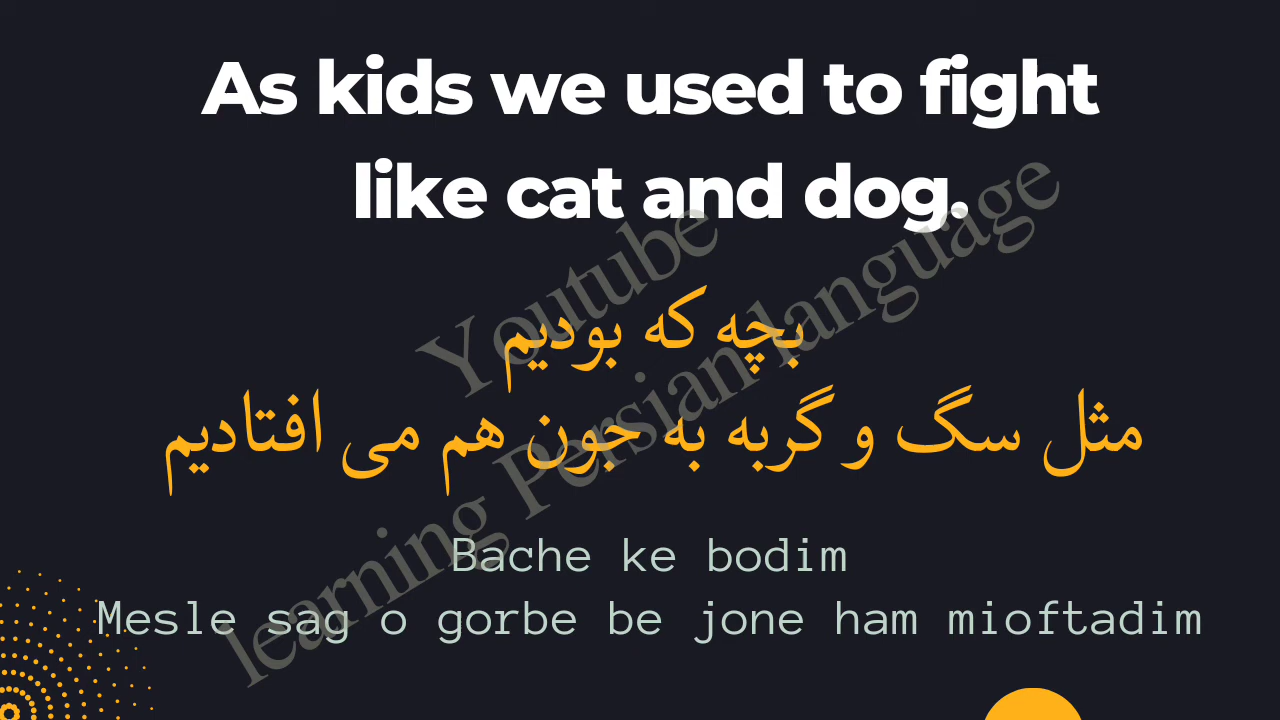 As kids we used to fight
like cat and dog.
بچه که بودیم
مثل سگ و گربه به جون هم می افتادیم
Bache ke bodim
Mesle sag o gorbe be jone ham mioftadim
Youtube
learning Persian language